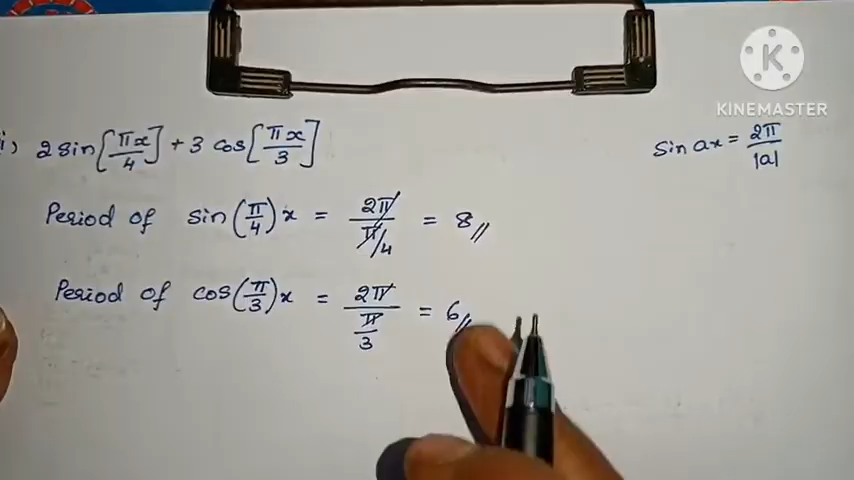 i) 2 sin[πx/4] + 3 cos[πx/3]
sin ax = 2π/|a|
Period of sin(π/4)x = 2π/π/4 = 8//
Period of cos(π/3)x = 2π/π/3 = 6//
KINEMASTER